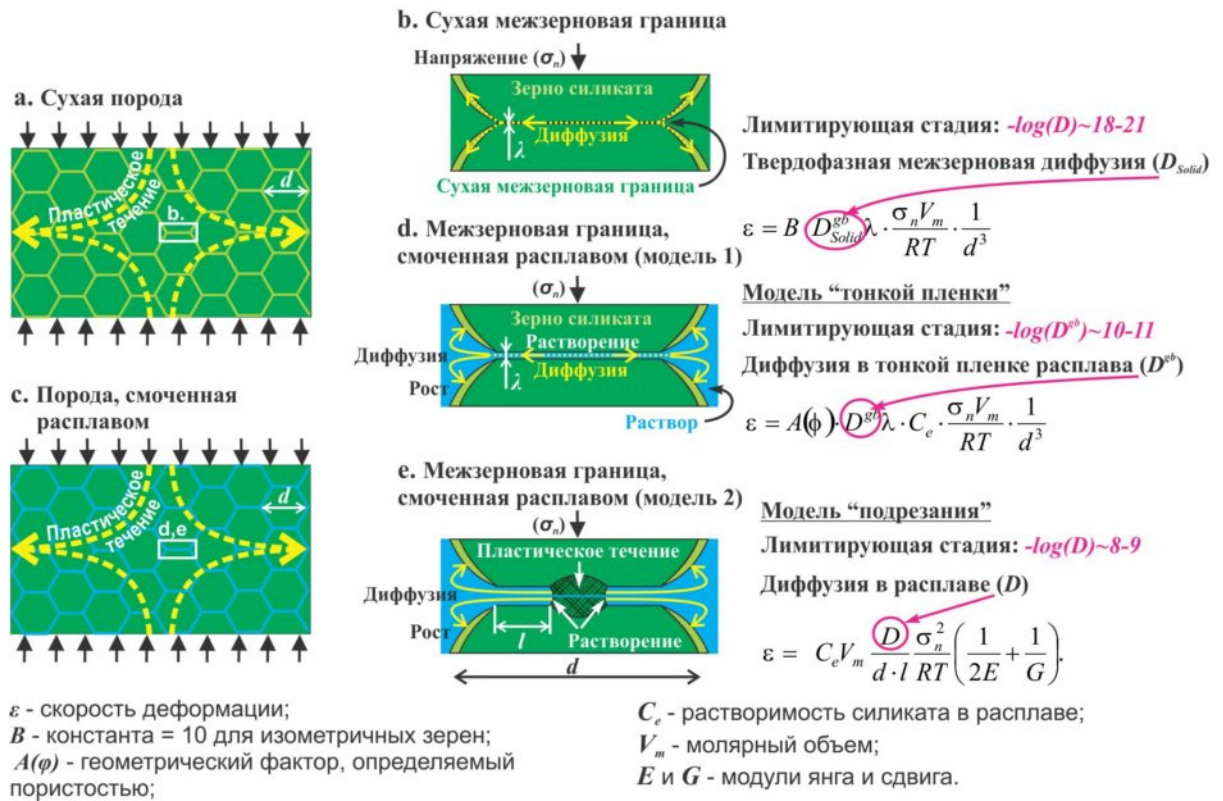 a. Сухая порода
Пластическое
течение
d
b.
b. Сухая межзерновая граница
Напряжение (σₙ)
Зерно силиката
Диффузия
λ
Сухая межзерновая граница
Лимитирующая стадия: -log(D)~18-21
Твердофазная межзерновая диффузия (D_Solid)
ε = B D^gb_Solid λ · σₙVₘ/RT · 1/d³
c. Порода, смоченная
расплавом
Пластическое
течение
d
d,e
d. Межзерновая граница,
смоченная расплавом (модель 1)
(σₙ)
Зерно силиката
Растворение
Диффузия
Диффузия
λ
Рост
Раствор
Модель “тонкой пленки”
Лимитирующая стадия: -log(D^gb)~10-11
Диффузия в тонкой пленке расплава (D^gb)
ε = A(ϕ) · D^gb λ · Cₑ · σₙVₘ/RT · 1/d³
e. Межзерновая граница,
смоченная расплавом (модель 2)
(σₙ)
Пластическое течение
Диффузия
Рост
l
Растворение
d
Модель “подрезания”
Лимитирующая стадия: -log(D)~8-9
Диффузия в расплаве (D)
ε = CₑVₘ D/(d · l) σₙ²/RT (1/2E + 1/G).
ε - скорость деформации;
B - константа = 10 для изометричных зерен;
A(φ) - геометрический фактор, определяемый
пористостью;
Cₑ - растворимость силиката в расплаве;
Vₘ - молярный объем;
E и G - модули янга и сдвига.